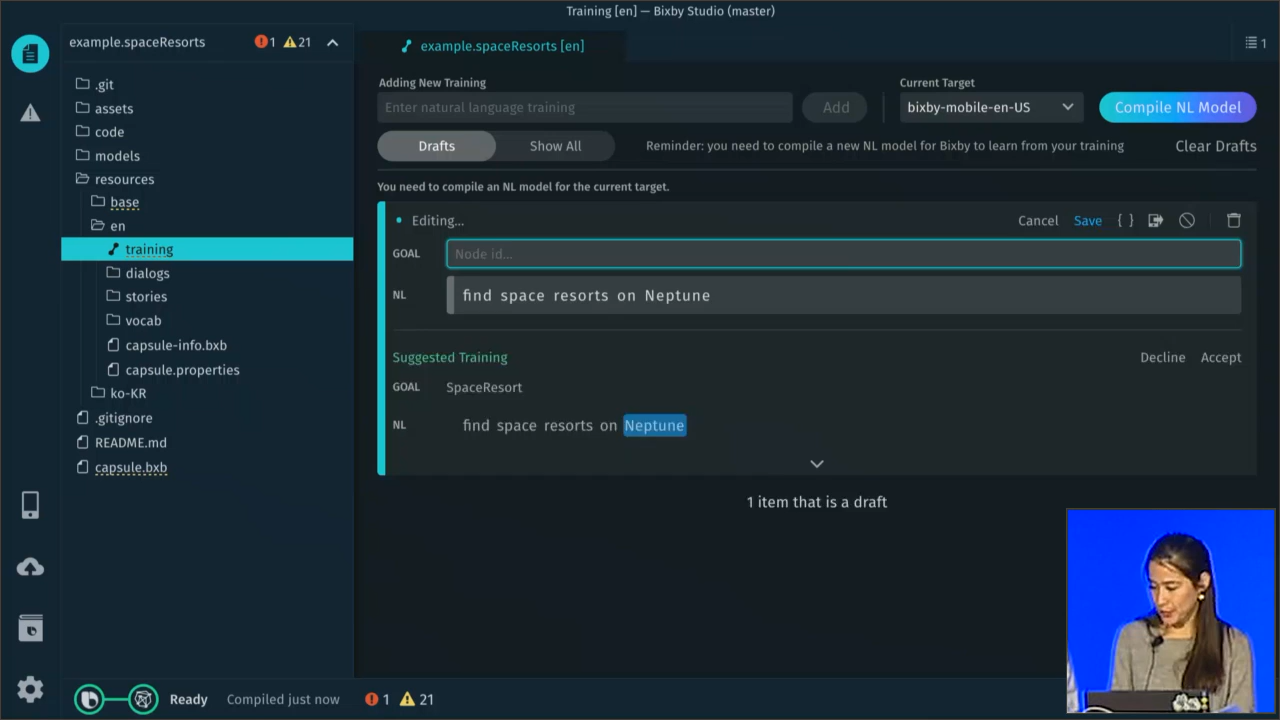 Training [en] — Bixby Studio (master)
example.spaceResorts
1
21
example.spaceResorts [en]
1
.git
assets
code
models
resources
base
en
training
dialogs
stories
vocab
capsule-info.bxb
capsule.properties
ko-KR
.gitignore
README.md
capsule.bxb
Adding New Training
Current Target
Enter natural language training
Add
bixby-mobile-en-US
Compile NL Model
Drafts
Show All
Reminder: you need to compile a new NL model for Bixby to learn from your training
Clear Drafts
You need to compile an NL model for the current target.
Editing...
Cancel
Save
{ }
GOAL
Node id...
NL
find space resorts on Neptune
Suggested Training
Decline
Accept
GOAL
SpaceResort
NL
find space resorts on Neptune
1 item that is a draft
Ready
Compiled just now
1
21